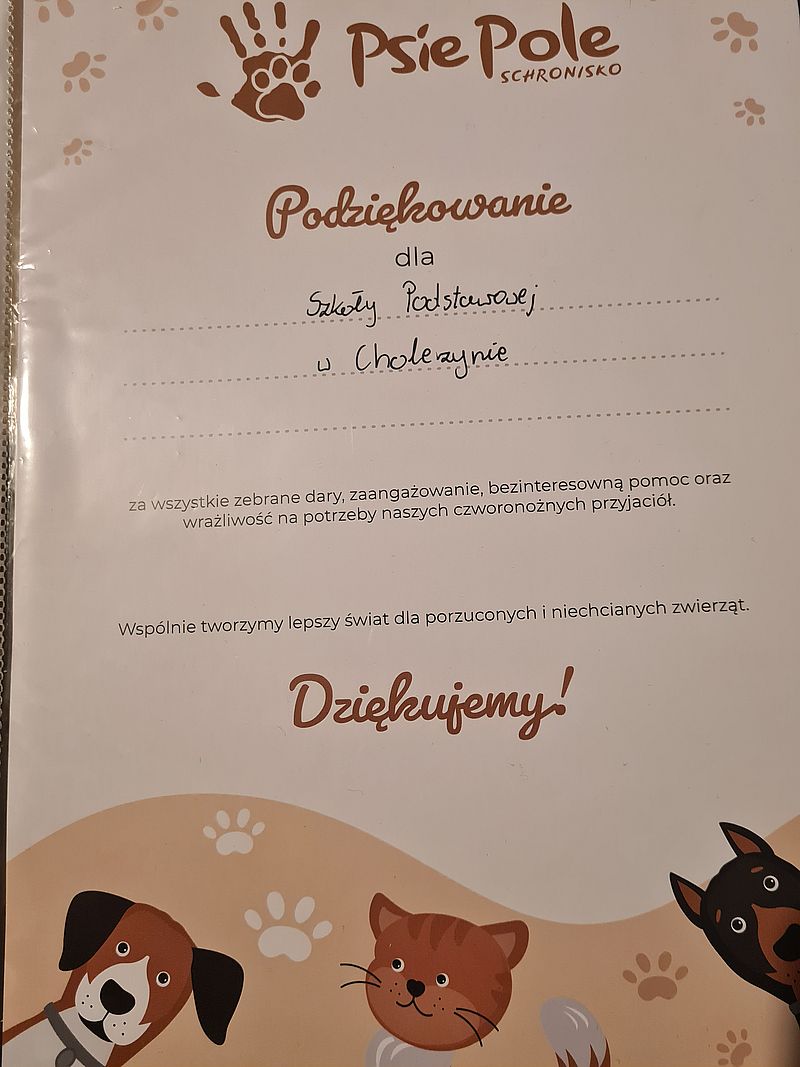 Psie Pole
SCHRONISKO
Podziękowanie
dla
Szkoły Podstawowej
w Cholerzynie
za wszystkie zebrane dary, zaangażowanie, bezinteresowną pomoc oraz
wrażliwość na potrzeby naszych czworonożnych przyjaciół.
Wspólnie tworzymy lepszy świat dla porzuconych i niechcianych zwierząt.
Dziękujemy!